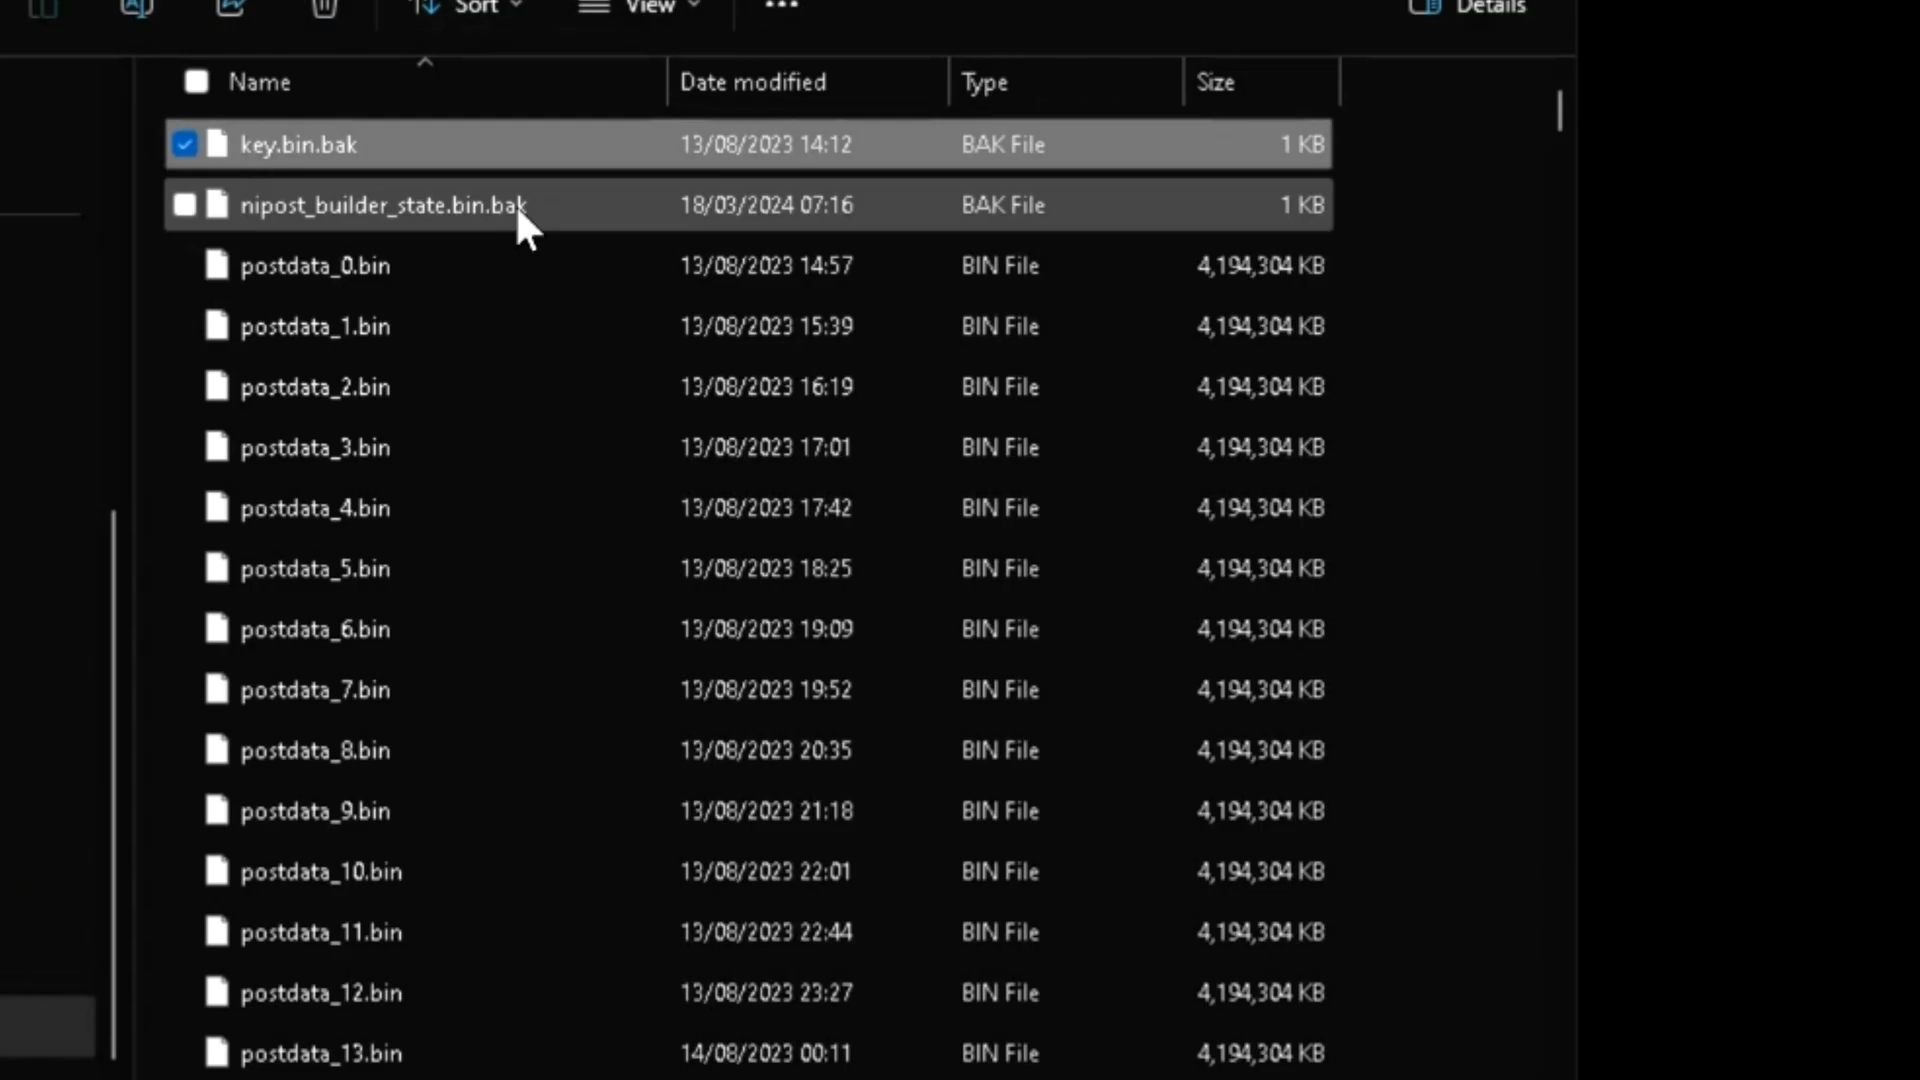 Sort View ... Details
Name Date modified Type Size
key.bin.bak 13/08/2023 14:12 BAK File 1 KB
nipost_builder_state.bin.bak 18/03/2024 07:16 BAK File 1 KB
postdata_0.bin 13/08/2023 14:57 BIN File 4,194,304 KB
postdata_1.bin 13/08/2023 15:39 BIN File 4,194,304 KB
postdata_2.bin 13/08/2023 16:19 BIN File 4,194,304 KB
postdata_3.bin 13/08/2023 17:01 BIN File 4,194,304 KB
postdata_4.bin 13/08/2023 17:42 BIN File 4,194,304 KB
postdata_5.bin 13/08/2023 18:25 BIN File 4,194,304 KB
postdata_6.bin 13/08/2023 19:09 BIN File 4,194,304 KB
postdata_7.bin 13/08/2023 19:52 BIN File 4,194,304 KB
postdata_8.bin 13/08/2023 20:35 BIN File 4,194,304 KB
postdata_9.bin 13/08/2023 21:18 BIN File 4,194,304 KB
postdata_10.bin 13/08/2023 22:01 BIN File 4,194,304 KB
postdata_11.bin 13/08/2023 22:44 BIN File 4,194,304 KB
postdata_12.bin 13/08/2023 23:27 BIN File 4,194,304 KB
postdata_13.bin 14/08/2023 00:11 BIN File 4,194,304 KB